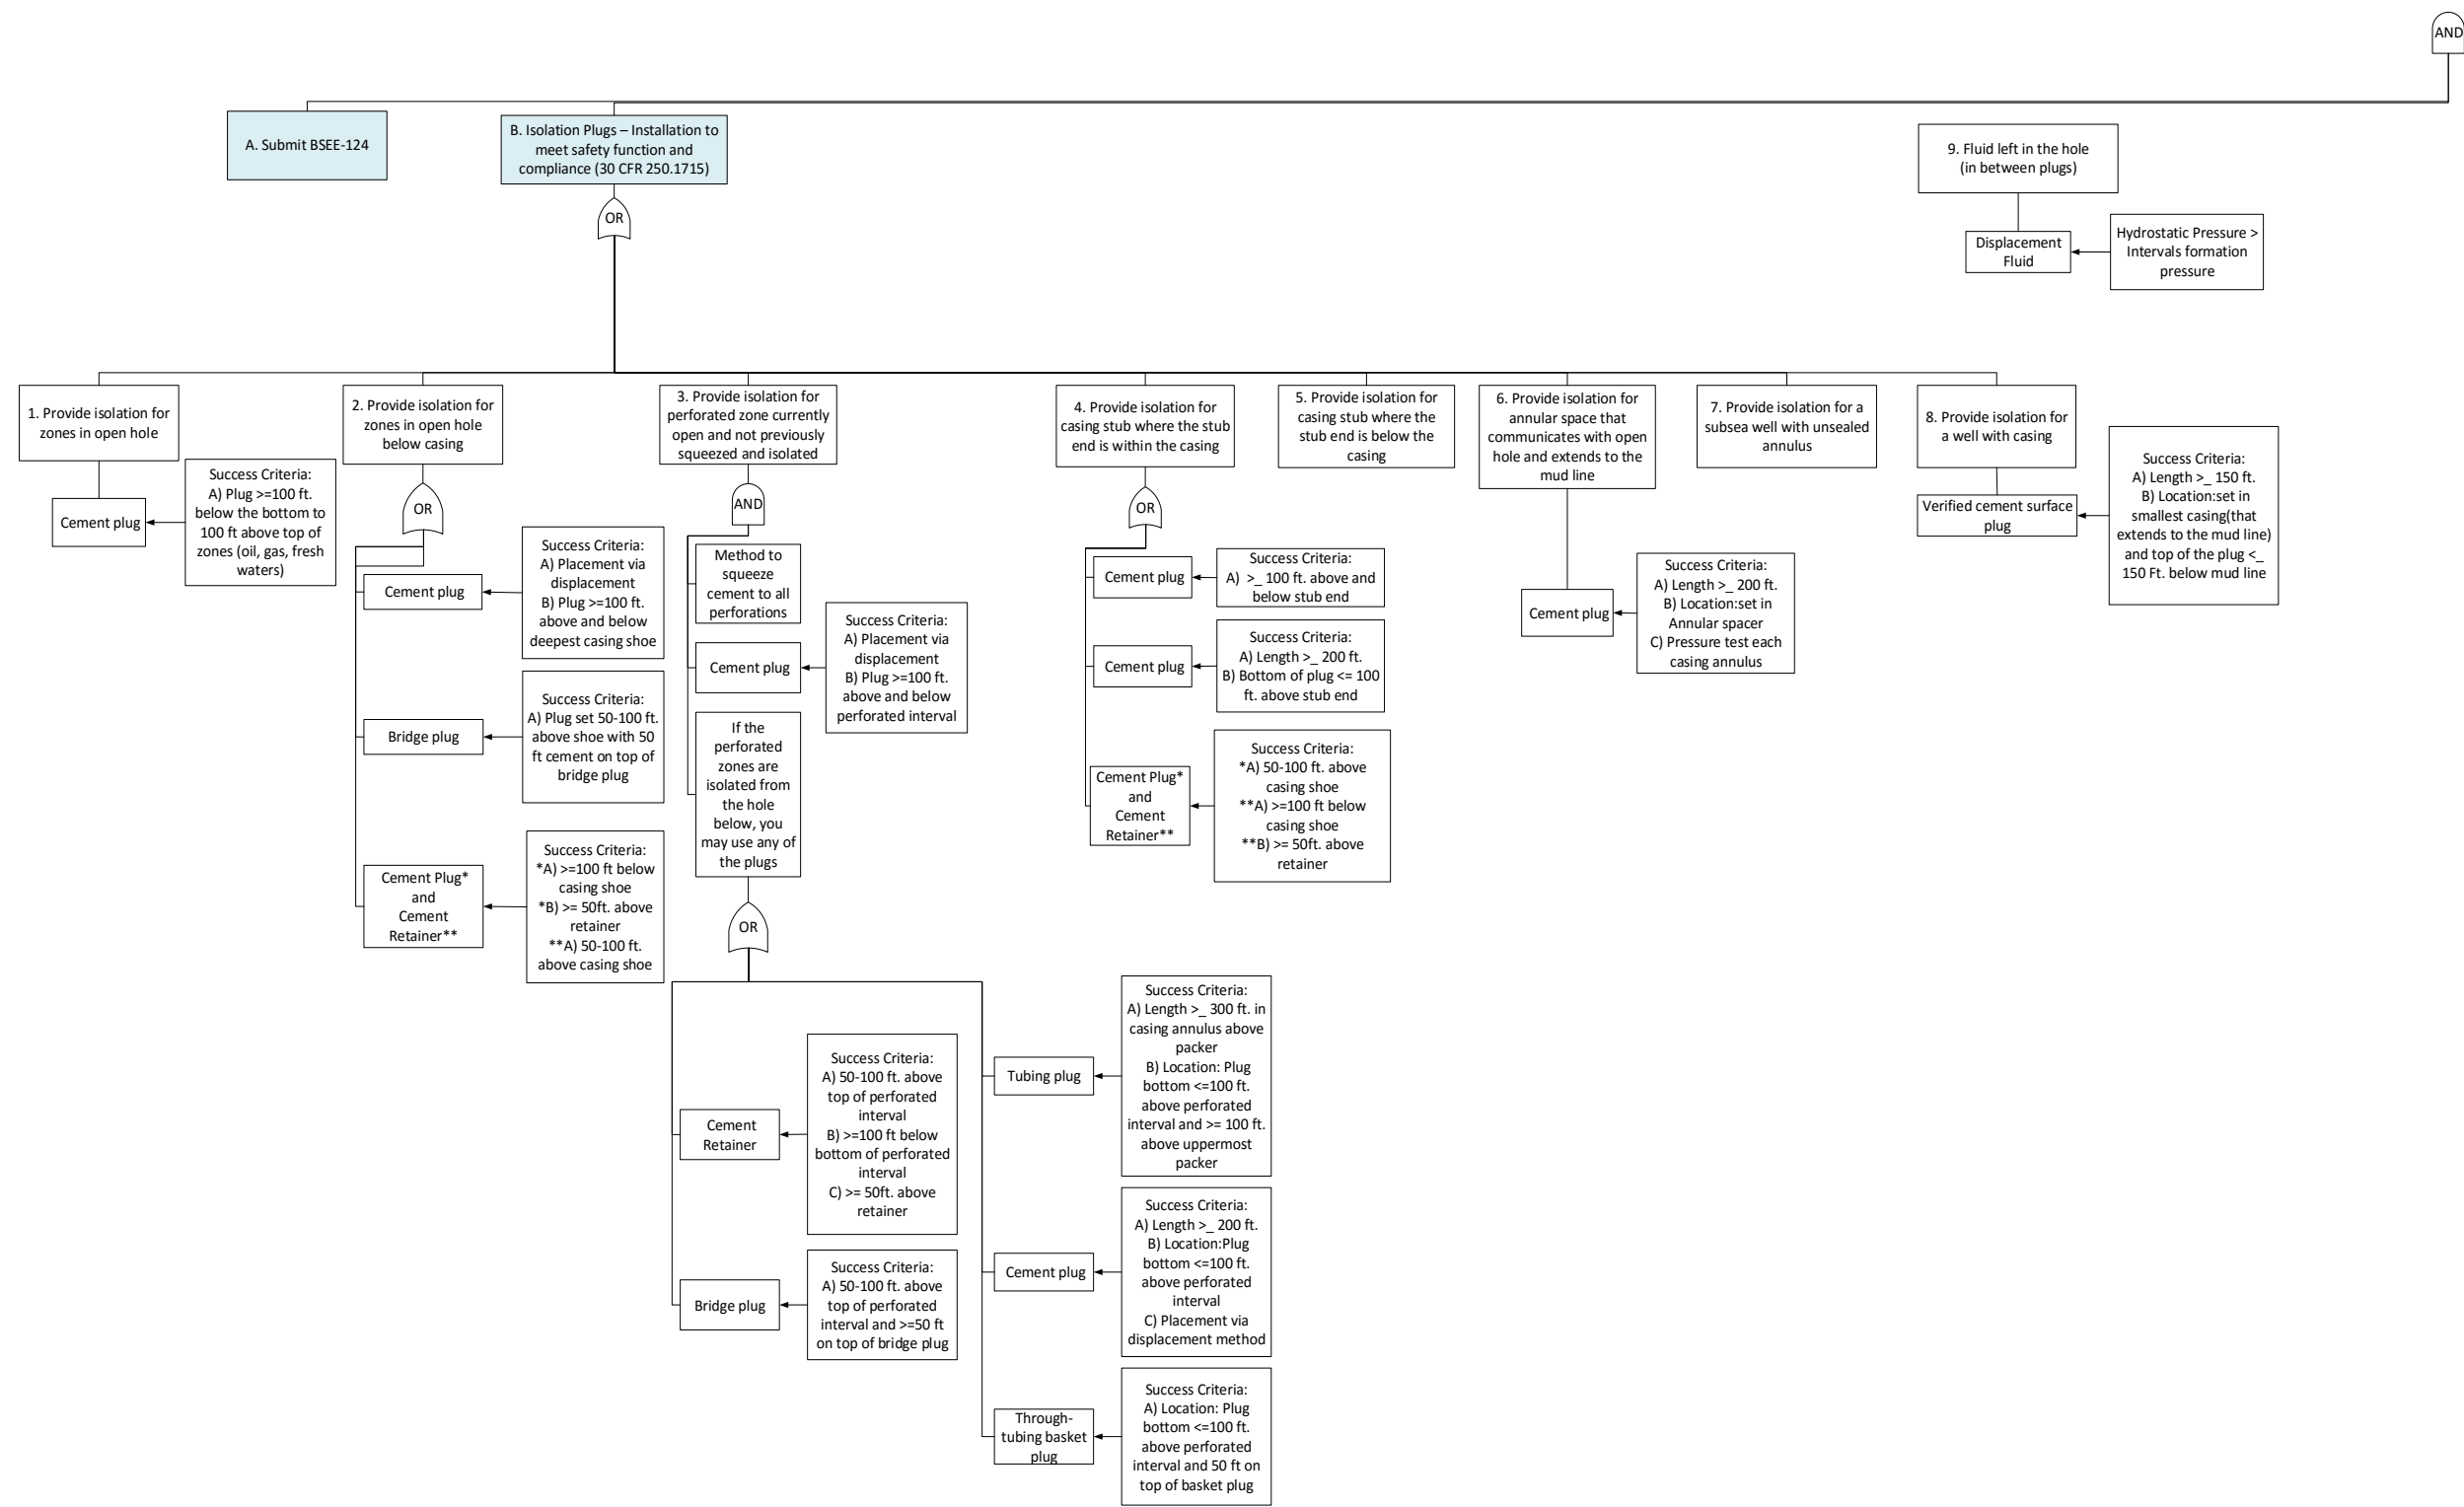 AND
A. Submit BSEE-124
B. Isolation Plugs – Installation to
meet safety function and
compliance (30 CFR 250.1715)
OR
9. Fluid left in the hole
(in between plugs)
Displacement
Fluid
Hydrostatic Pressure >
Intervals formation
pressure
1. Provide isolation for
zones in open hole
Cement plug
Success Criteria:
A) Plug >=100 ft.
below the bottom to
100 ft above top of
zones (oil, gas, fresh
waters)
2. Provide isolation for
zones in open hole
below casing
OR
Cement plug
Success Criteria:
A) Placement via
displacement
B) Plug >=100 ft.
above and below
deepest casing shoe
Bridge plug
Success Criteria:
A) Plug set 50-100 ft.
above shoe with 50
ft cement on top of
bridge plug
Cement Plug*
and
Cement
Retainer**
Success Criteria:
*A) >=100 ft below
casing shoe
*B) >= 50ft. above
retainer
**A) 50-100 ft.
above casing shoe
3. Provide isolation for
perforated zone currently
open and not previously
squeezed and isolated
AND
Method to
squeeze
cement to all
perforations
Cement plug
Success Criteria:
A) Placement via
displacement
B) Plug >=100 ft.
above and below
perforated interval
If the
perforated
zones are
isolated from
the hole
below, you
may use any of
the plugs
OR
Cement
Retainer
Success Criteria:
A) 50-100 ft. above
top of perforated
interval
B) >=100 ft below
bottom of perforated
interval
C) >= 50ft. above
retainer
Bridge plug
Success Criteria:
A) 50-100 ft. above
top of perforated
interval and >=50 ft
on top of bridge plug
Tubing plug
Success Criteria:
A) Length >_ 300 ft. in
casing annulus above
packer
B) Location: Plug
bottom <=100 ft.
above perforated
interval and >= 100 ft.
above uppermost
packer
Cement plug
Success Criteria:
A) Length >_ 200 ft.
B) Location:Plug
bottom <=100 ft.
above perforated
interval
C) Placement via
displacement method
Through-
tubing basket
plug
Success Criteria:
A) Location: Plug
bottom <=100 ft.
above perforated
interval and 50 ft on
top of basket plug
4. Provide isolation for
casing stub where the stub
end is within the casing
OR
Cement plug
Success Criteria:
A) >_ 100 ft. above and
below stub end
Cement plug
Success Criteria:
A) Length >_ 200 ft.
B) Bottom of plug <= 100
ft. above stub end
Cement Plug*
and
Cement
Retainer**
Success Criteria:
*A) 50-100 ft. above
casing shoe
**A) >=100 ft below
casing shoe
**B) >= 50ft. above
retainer
5. Provide isolation for
casing stub where the
stub end is below the
casing
6. Provide isolation for
annular space that
communicates with open
hole and extends to the
mud line
Cement plug
Success Criteria:
A) Length >_ 200 ft.
B) Location:set in
Annular spacer
C) Pressure test each
casing annulus
7. Provide isolation for a
subsea well with unsealed
annulus
8. Provide isolation for
a well with casing
Verified cement surface
plug
Success Criteria:
A) Length >_ 150 ft.
B) Location:set in
smallest casing(that
extends to the mud line)
and top of the plug <_
150 Ft. below mud line